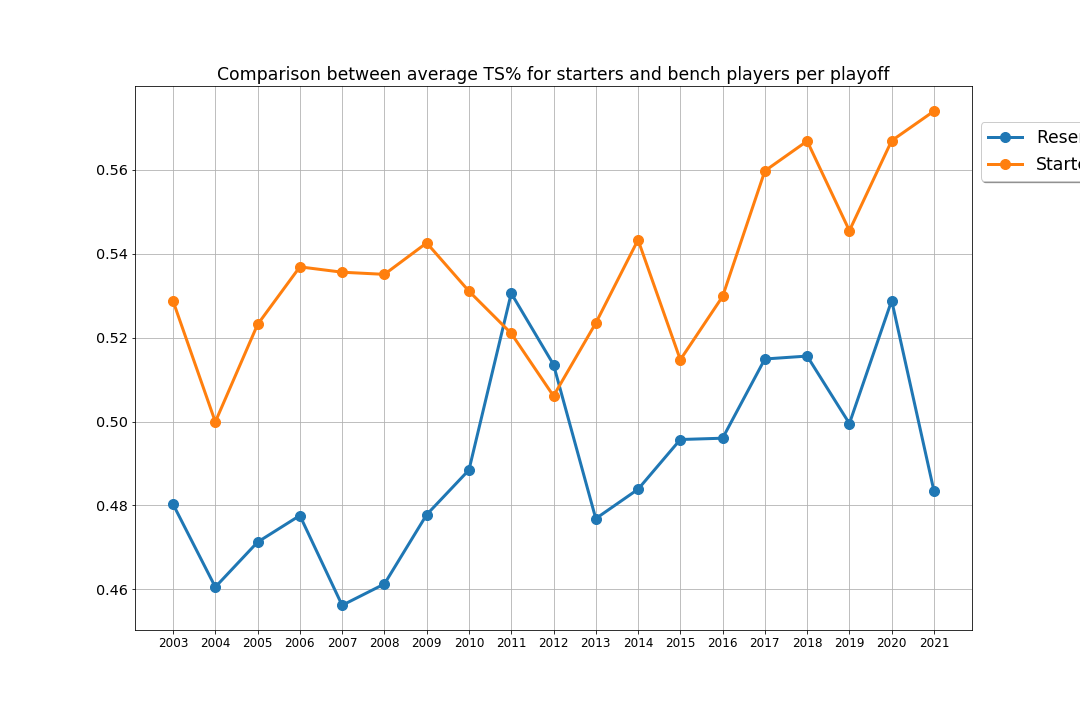 Comparison between average TS% for starters and bench players per playoff
Reser
Starte
0.56
0.54
0.52
0.50
0.48
0.46
2003 2004 2005 2006 2007 2008 2009 2010 2011 2012 2013 2014 2015 2016 2017 2018 2019 2020 2021